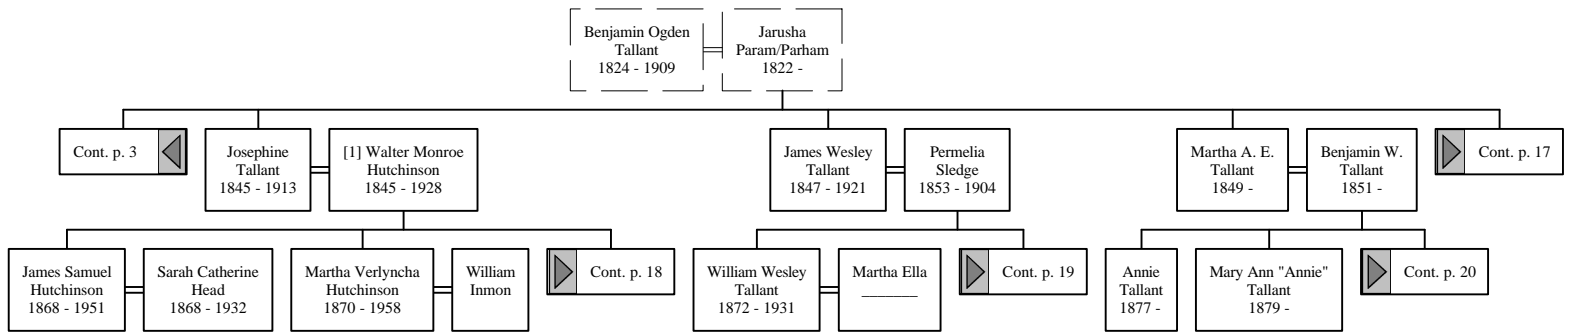 Benjamin Ogden
Tallant
1824 - 1909
Jarusha
Param/Parham
1822 -
Cont. p. 3
Josephine
Tallant
1845 - 1913
[1] Walter Monroe
Hutchinson
1845 - 1928
James Wesley
Tallant
1847 - 1921
Permelia
Sledge
1853 - 1904
Martha A. E.
Tallant
1849 -
Benjamin W.
Tallant
1851 -
Cont. p. 17
James Samuel
Hutchinson
1868 - 1951
Sarah Catherine
Head
1868 - 1932
Martha Verlyncha
Hutchinson
1870 - 1958
William
Inmon
Cont. p. 18
William Wesley
Tallant
1872 - 1931
Martha Ella
________
Cont. p. 19
Annie
Tallant
1877 -
Mary Ann "Annie"
Tallant
1879 -
Cont. p. 20